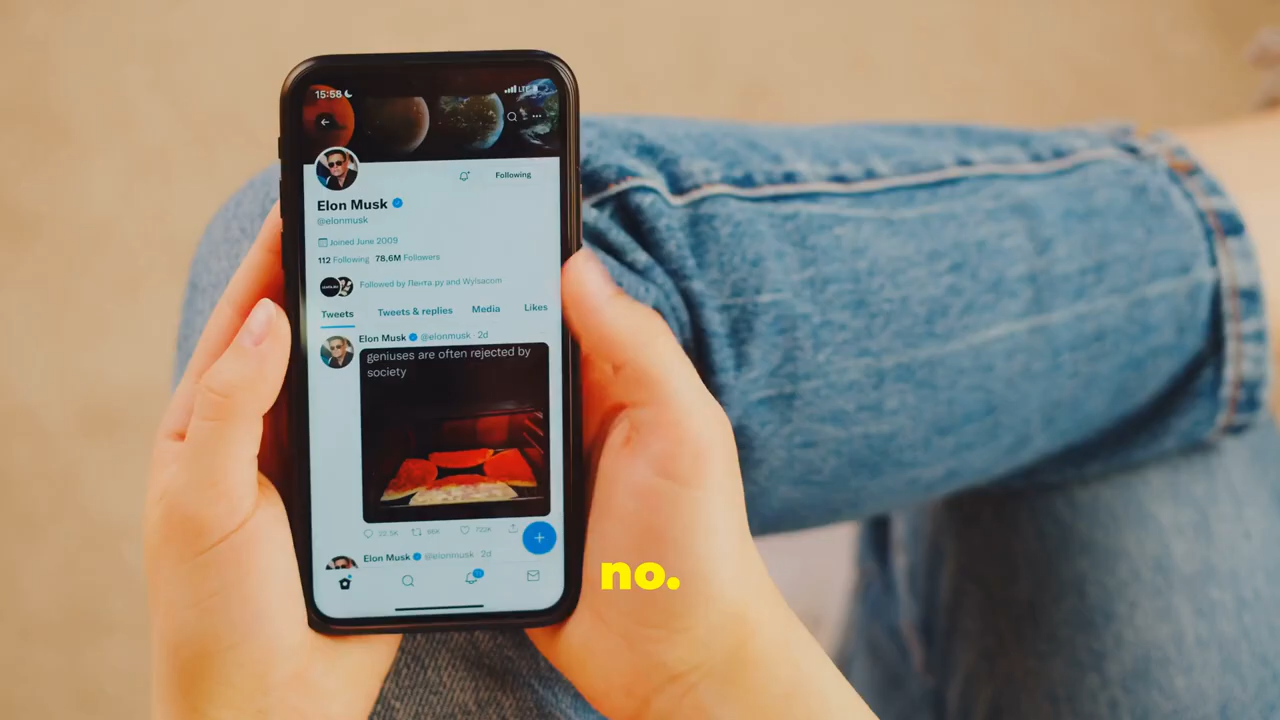 15:58
LTE
Following
Elon Musk
@elonmusk
Joined June 2009
112 Following 78,6M Followers
Followed by Лента.ру and Wylsacom
Tweets Tweets & replies Media Likes
Elon Musk @elonmusk · 2d
geniuses are often rejected by
society
Elon Musk @elonmusk · 2d
no.